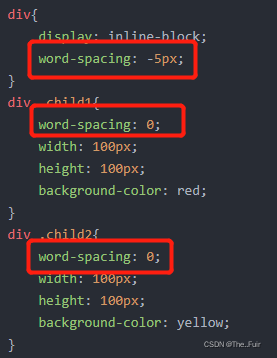 div{
display: inline-block;
word-spacing: -5px;
}
div .child1{
word-spacing: 0;
width: 100px;
height: 100px;
background-color: red;
}
div .child2{
word-spacing: 0;
width: 100px;
height: 100px;
background-color: yellow;
}
CSDN @The_Fuir